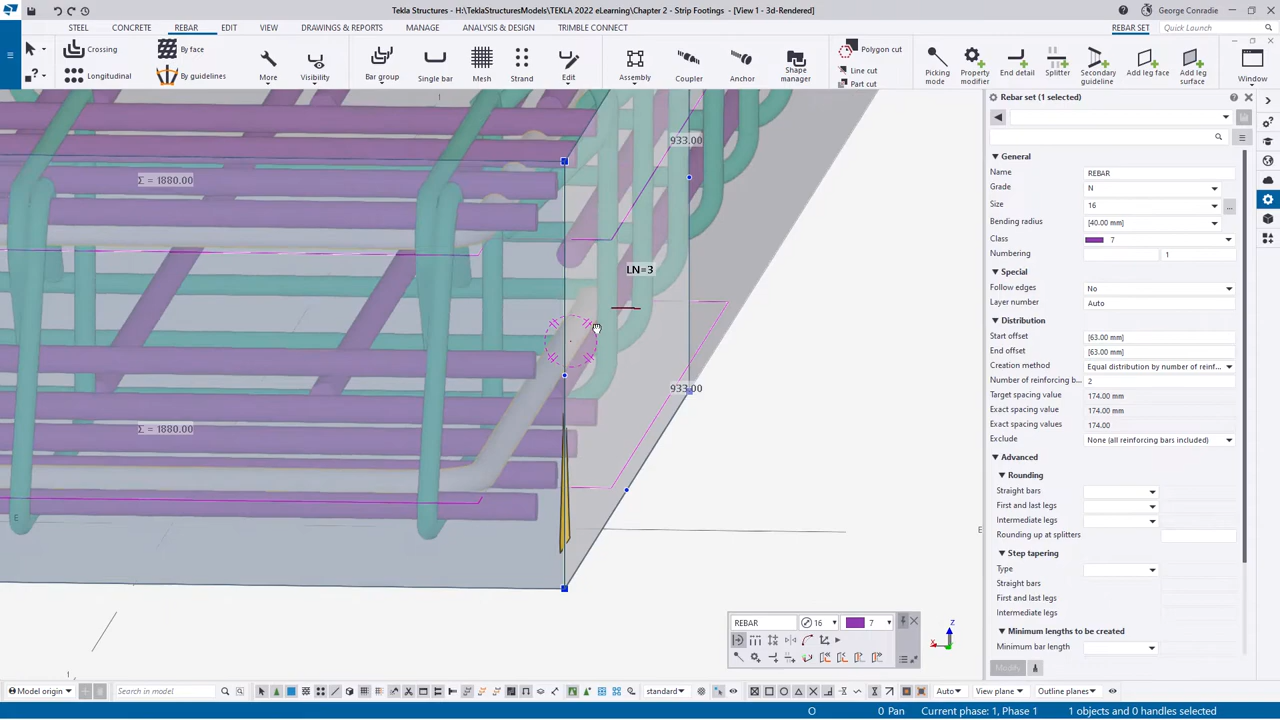 Tekla Structures - H:\TeklaStructuresModels\TEKLA 2022 eLearning\Chapter 2 - Strip Footings - [View 1 - 3d-Rendered]
George Conradie
STEEL CONCRETE REBAR EDIT VIEW DRAWINGS & REPORTS MANAGE ANALYSIS & DESIGN TRIMBLE CONNECT REBAR SET Quick Launch
Crossing
Longitudinal
By face
By guidelines
More
Visibility
Bar group
Single bar
Mesh
Strand
Edit
Assembly
Coupler
Anchor
Shape manager
Polygon cut
Line cut
Part cut
Picking mode
Property modifier
End detail
Splitter
Secondary guideline
Add leg face
Add leg surface
Window
1
933.00
Σ = 1880.00
LN=3
933.00
Σ = 1880.00
E
E
1
Rebar set (1 selected)
General
Name REBAR
Grade N
Size 16 ...
Bending radius [40.00 mm]
Class 7
Numbering 1
Special
Follow edges No
Layer number Auto
Distribution
Start offset [63.00 mm]
End offset [63.00 mm]
Creation method Equal distribution by number of reinf...
Number of reinforcing b... 2
Target spacing value 174.00 mm
Exact spacing value 174.00 mm
Exact spacing values 174.00
Exclude None (all reinforcing bars included)
Advanced
Rounding
Straight bars
First and last legs
Intermediate legs
Rounding up at splitters
Step tapering
Type
Straight bars
First and last legs
Intermediate legs
Minimum lengths to be created
Minimum bar length
Modify
REBAR 16 7
Z
X
Model origin Search in model standard Auto View plane Outline planes
O 0 Pan Current phase: 1, Phase 1 1 objects and 0 handles selected